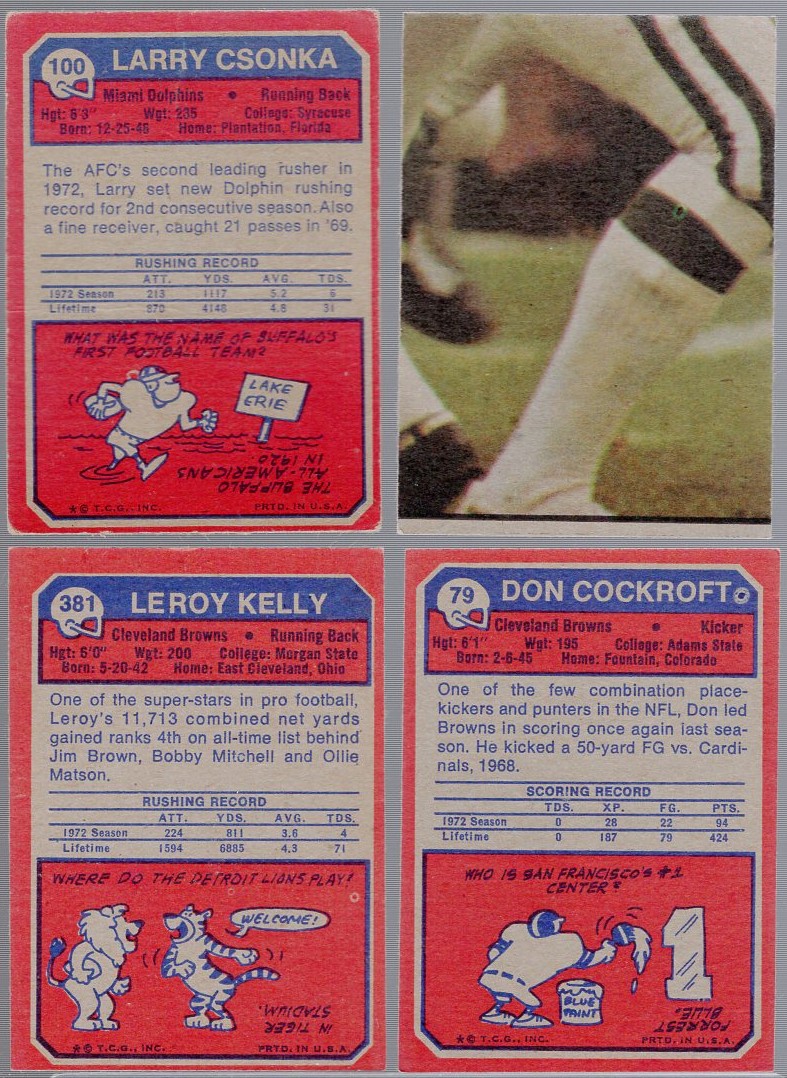 100
LARRY CSONKA
Miami Dolphins • Running Back
Hgt: 6'3" Wgt: 235 College: Syracuse
Born: 12-25-46 Home: Plantation, Florida
The AFC's second leading rusher in
1972, Larry set new Dolphin rushing
record for 2nd consecutive season. Also
a fine receiver, caught 21 passes in '69.
RUSHING RECORD
ATT. YDS. AVG. TDS.
1972 Season 213 1117 5.2 6
Lifetime 870 4146 4.8 31
WHAT WAS THE NAME OF BUFFALO'S
FIRST FOOTBALL TEAM?
LAKE
ERIE
THE BUFFALO
ALL-AMERICANS
IN 1920
*© T.C.G., INC. PRTD. IN U.S.A.
381
LEROY KELLY
Cleveland Browns • Running Back
Hgt: 6'0" Wgt: 200 College: Morgan State
Born: 5-20-42 Home: East Cleveland, Ohio
One of the super-stars in pro football,
Leroy's 11,713 combined net yards
gained ranks 4th on all-time list behind
Jim Brown, Bobby Mitchell and Ollie
Matson.
RUSHING RECORD
ATT. YDS. AVG. TDS.
1972 Season 224 811 3.6 4
Lifetime 1594 6885 4.3 71
WHERE DO THE DETROIT LIONS PLAY?
WELCOME!
IN TIGER
STADIUM.
*© T.C.G., INC. PRTD. IN U.S.A.
79
DON COCKROFT
Cleveland Browns • Kicker
Hgt: 6'1" Wgt: 195 College: Adams State
Born: 2-6-45 Home: Fountain, Colorado
One of the few combination place-
kickers and punters in the NFL, Don led
Browns in scoring once again last sea-
son. He kicked a 50-yard FG vs. Cardi-
nals, 1968.
SCORING RECORD
TDS. XP. FG. PTS.
1972 Season 0 28 22 94
Lifetime 0 187 79 424
WHO IS SAN FRANCISCO'S #1
CENTER?
1
BLUE
PAINT
FORREST
BLUE.
*© T.C.G., INC. PRTD. IN U.S.A.